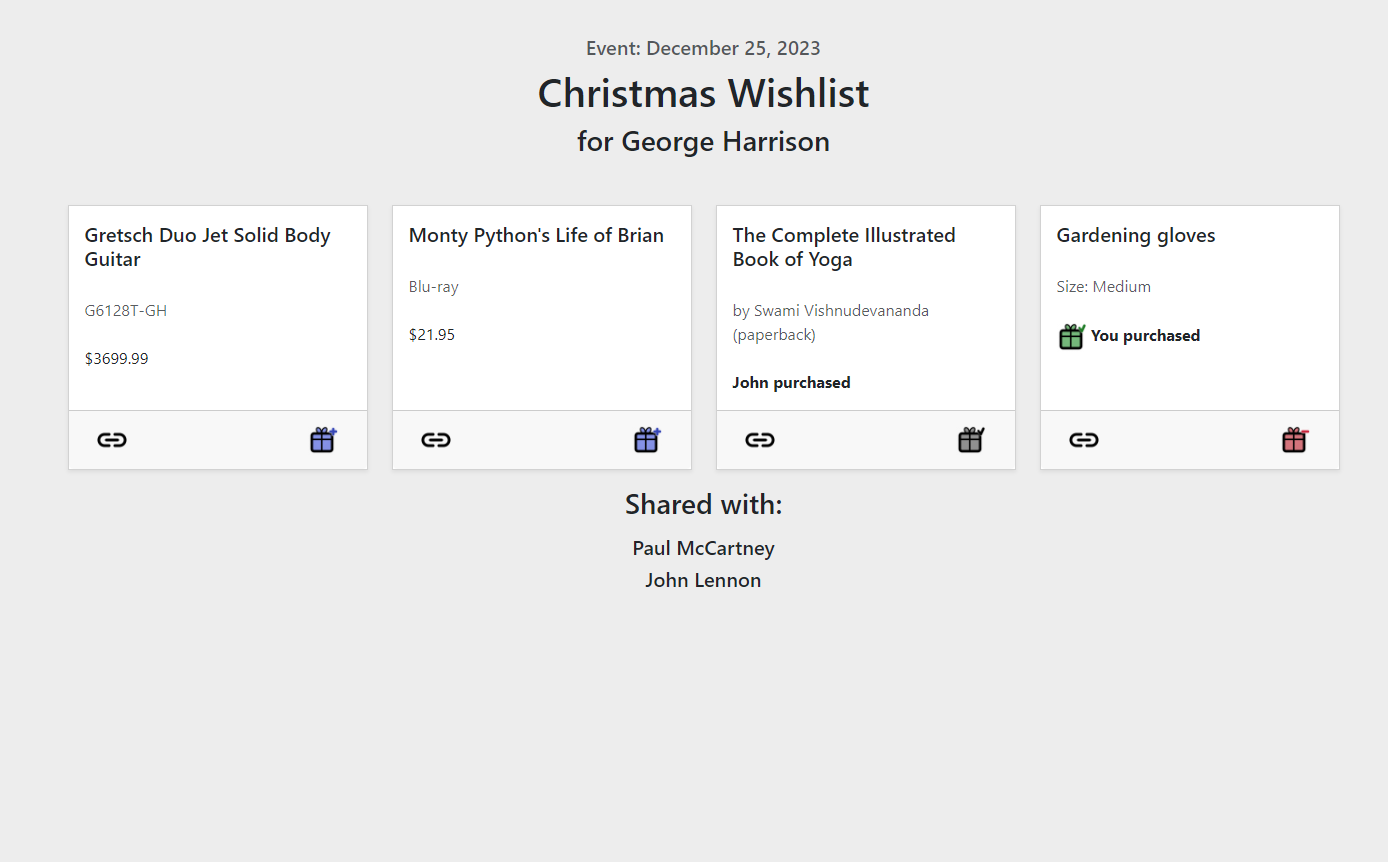 Event: December 25, 2023
Christmas Wishlist
for George Harrison
Gretsch Duo Jet Solid Body
Guitar
G6128T-GH
$3699.99
Monty Python's Life of Brian
Blu-ray
$21.95
The Complete Illustrated
Book of Yoga
by Swami Vishnudevananda
(paperback)
John purchased
Gardening gloves
Size: Medium
You purchased
Shared with:
Paul McCartney
John Lennon